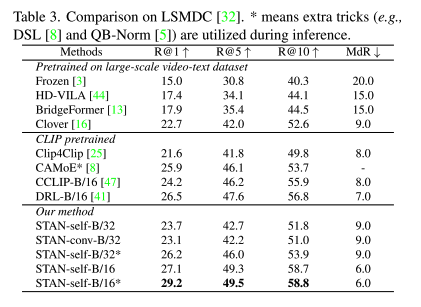 Table 3. Comparison on LSMDC [32]. * means extra tricks (e.g.,
DSL [8] and QB-Norm [5]) are utilized during inference.
Methods R@1 ↑ R@5 ↑ R@10 ↑ MdR ↓
Pretrained on large-scale video-text dataset
Frozen [3] 15.0 30.8 40.3 20.0
HD-VILA [44] 17.4 34.1 44.1 15.0
BridgeFormer [13] 17.9 35.4 44.5 15.0
Clover [16] 22.7 42.0 52.6 9.0
CLIP pretrained
Clip4Clip [25] 21.6 41.8 49.8 8.0
CAMoE* [8] 25.9 46.1 53.7 -
CCLIP-B/16 [47] 24.2 46.2 55.9 8.0
DRL-B/16 [41] 26.5 47.6 56.8 7.0
Our method
STAN-self-B/32 23.7 42.7 51.8 9.0
STAN-conv-B/32 23.1 42.2 51.0 9.0
STAN-self-B/32* 26.2 46.0 53.9 9.0
STAN-self-B/16 27.1 49.3 58.7 6.0
STAN-self-B/16* 29.2 49.5 58.8 6.0